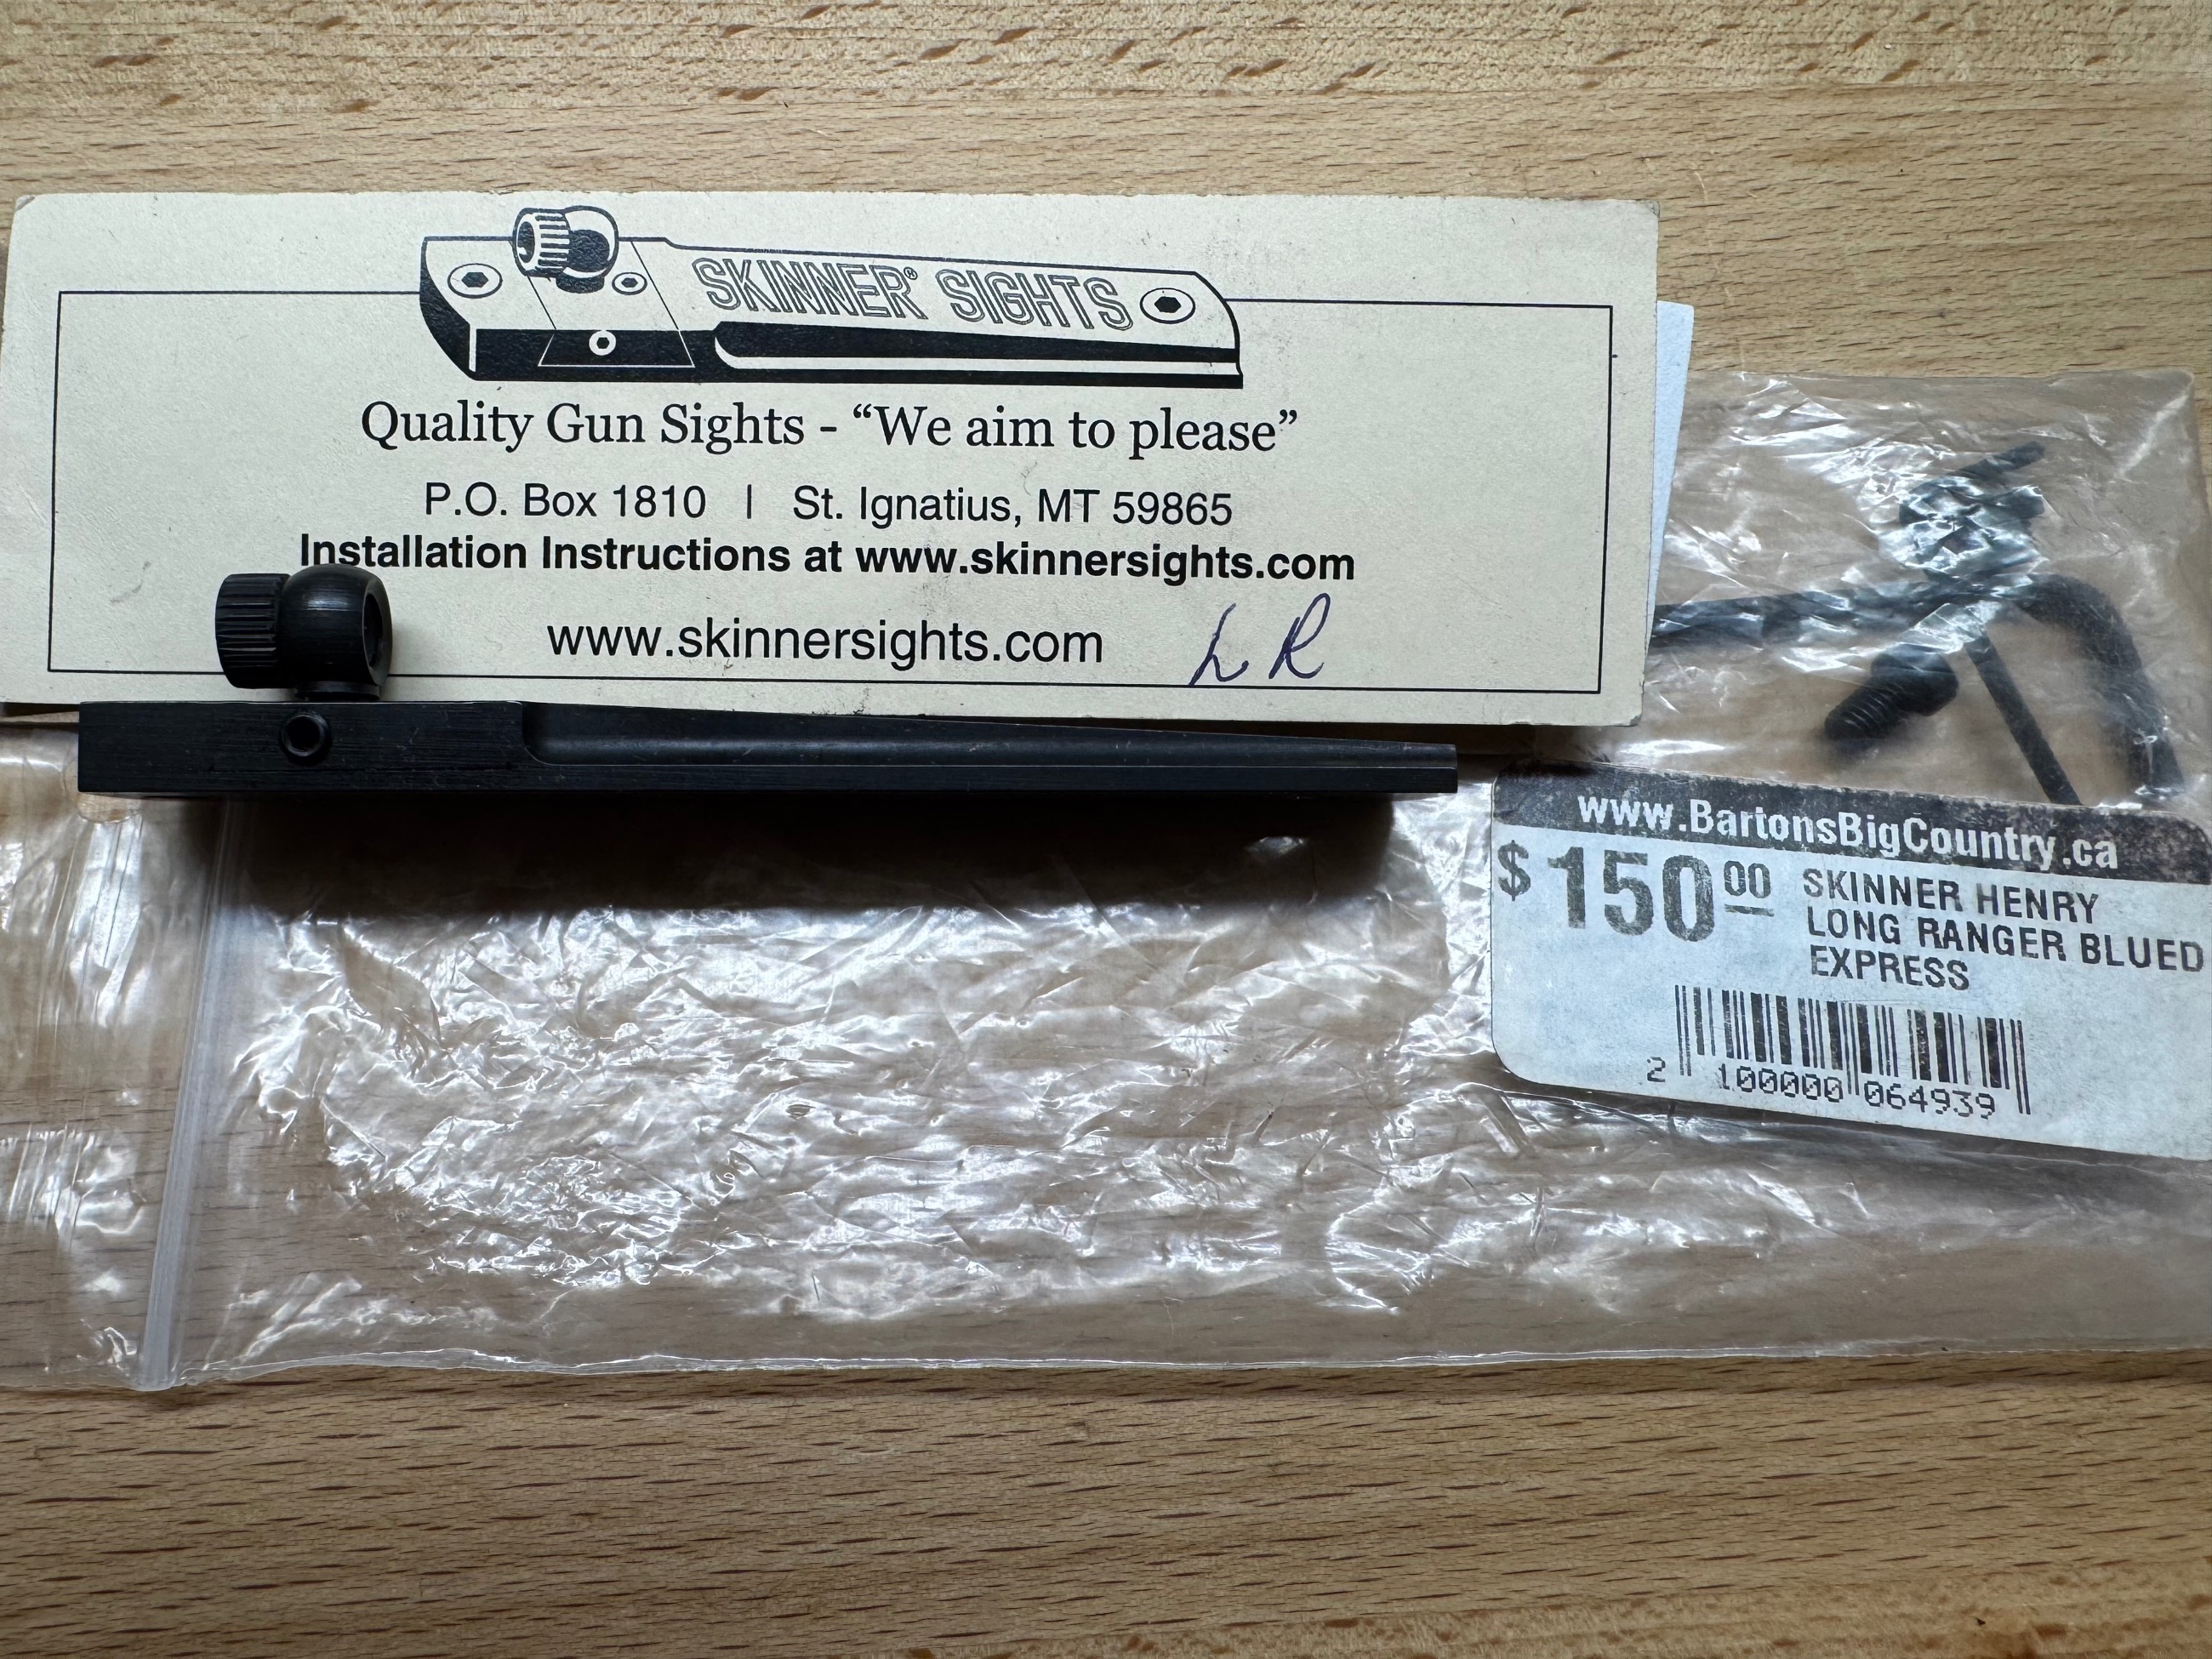 SKINNER® SIGHTS
Quality Gun Sights - “We aim to please”
P.O. Box 1810 | St. Ignatius, MT 59865
Installation Instructions at www.skinnersights.com
www.skinnersights.com LR
www.BartonsBigCountry.ca
$150.00 SKINNER HENRY
LONG RANGER BLUED
EXPRESS
2 100000 064939